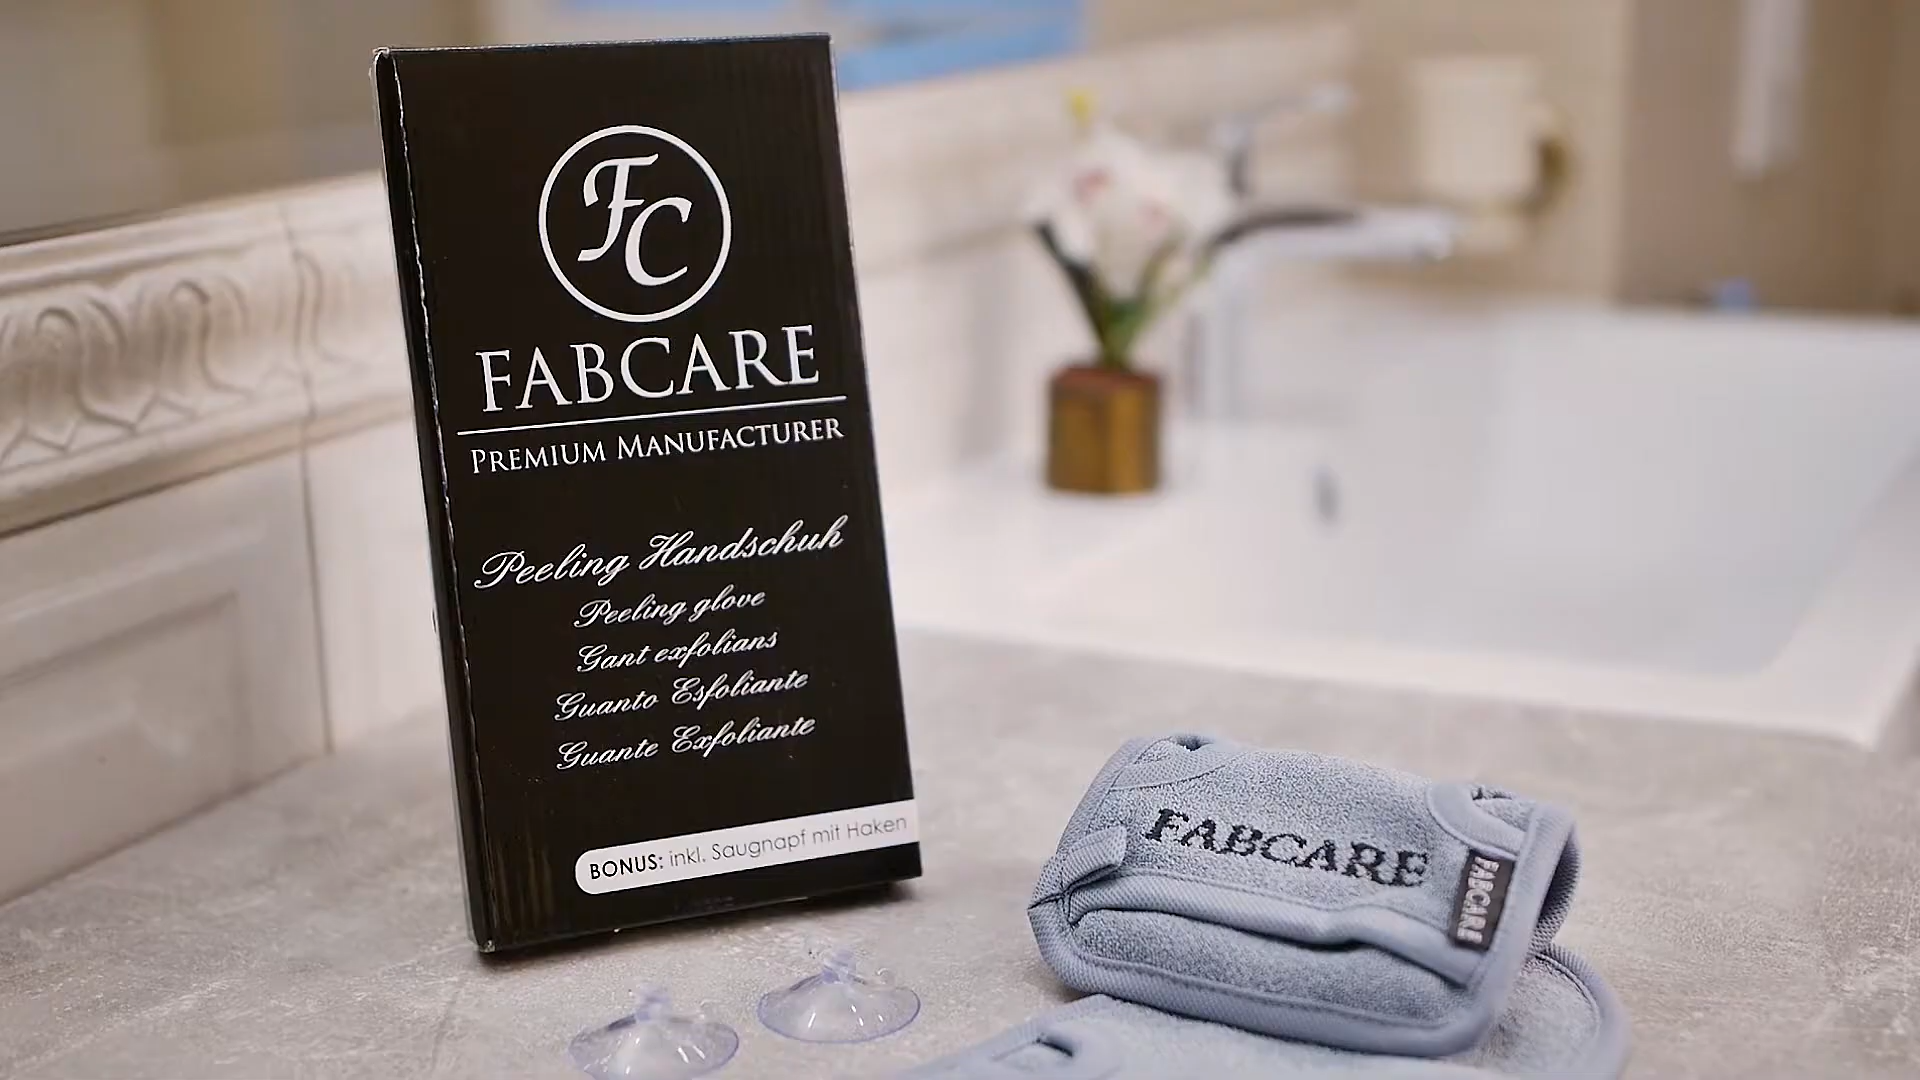 FC
FABCARE
PREMIUM MANUFACTURER
Peeling Handschuh
Peeling glove
Gant exfolians
Guanto Esfoliante
Guante Exfoliante
BONUS: inkl. Saugnapf mit Haken
FABCARE
FABCARE